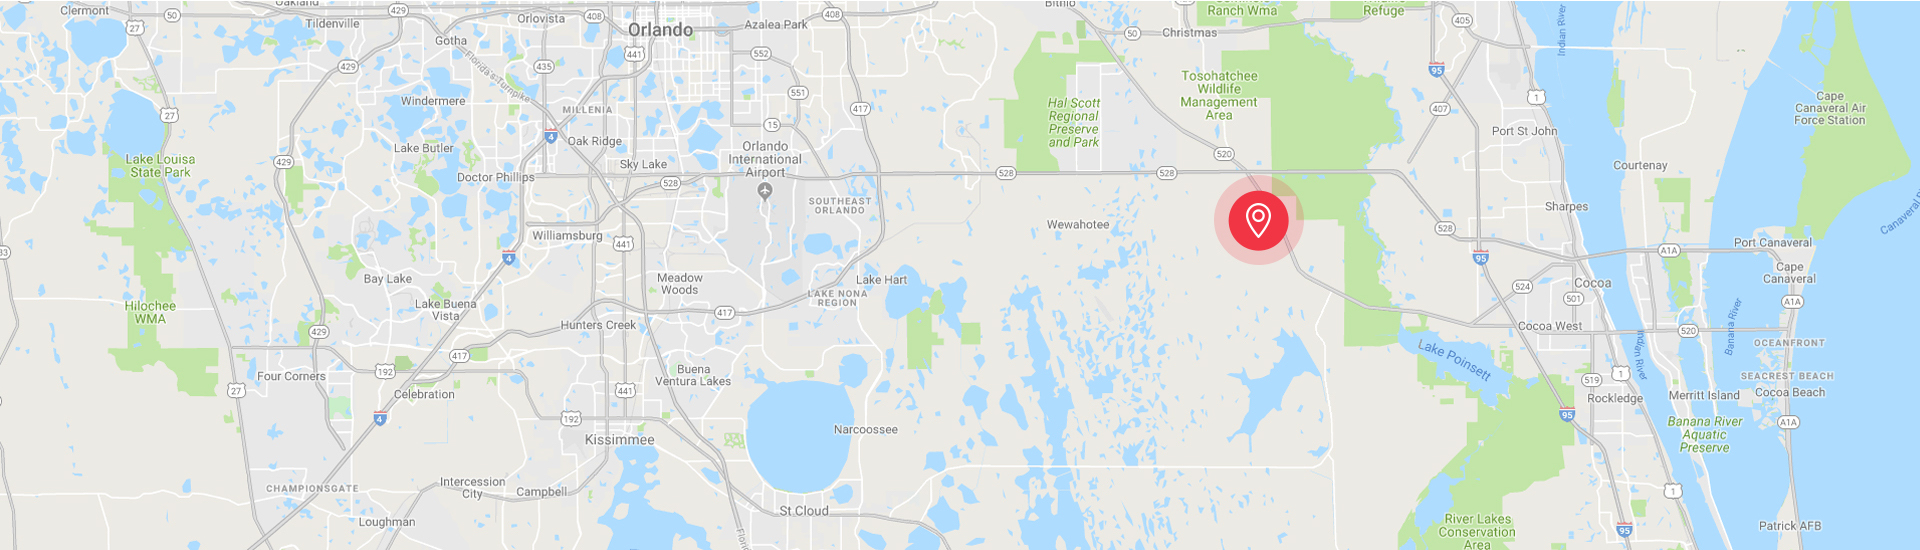 Clermont
50
27
Tildenville
Oakland
429
Orlovista
408
Orlando
Azalea Park
408
Gotha
441
552
Florida's Turnpike
435
429
551
Windermere
MILLENIA
417
27
15
4
Oak Ridge
Lake Butler
Orlando
International
Airport
Sky Lake
Lake Louisa
State Park
429
Doctor Phillips
528
SOUTHEAST
ORLANDO
Williamsburg
441
33
4
Bay Lake
Meadow
Woods
Lake Hart
LAKE NONA
REGION
Lake Buena
Vista
Hilochee
WMA
417
Hunters Creek
429
417
192
Four Corners
27
Celebration
4
441
192
Buena
Ventura Lakes
Kissimmee
Narcoossee
CHAMPIONSGATE
Intercession
City
Campbell
Loughman
St Cloud
Bithlo
50
Christmas
Ranch Wma
Refuge
405
Indian River
95
Tosohatchee
Wildlife
Management
Area
Hal Scott
Regional
Preserve
and Park
407
1
Port St John
Cape
Canaveral Air
Force Station
520
528
528
Courtenay
Wewahotee
Sharpes
528
95
A1A
Port Canaveral
Canaveral
Cape
Canaveral
524
Cocoa
501
A1A
Cocoa West
520
Banana River
Indian River
OCEANFRONT
Lake Poinsett
519
1
SEACREST BEACH
Rockledge
Merritt Island
Cocoa Beach
95
A1A
Banana River
Aquatic
Preserve
1
River Lakes
Conservation
Area
95
Patrick AFB